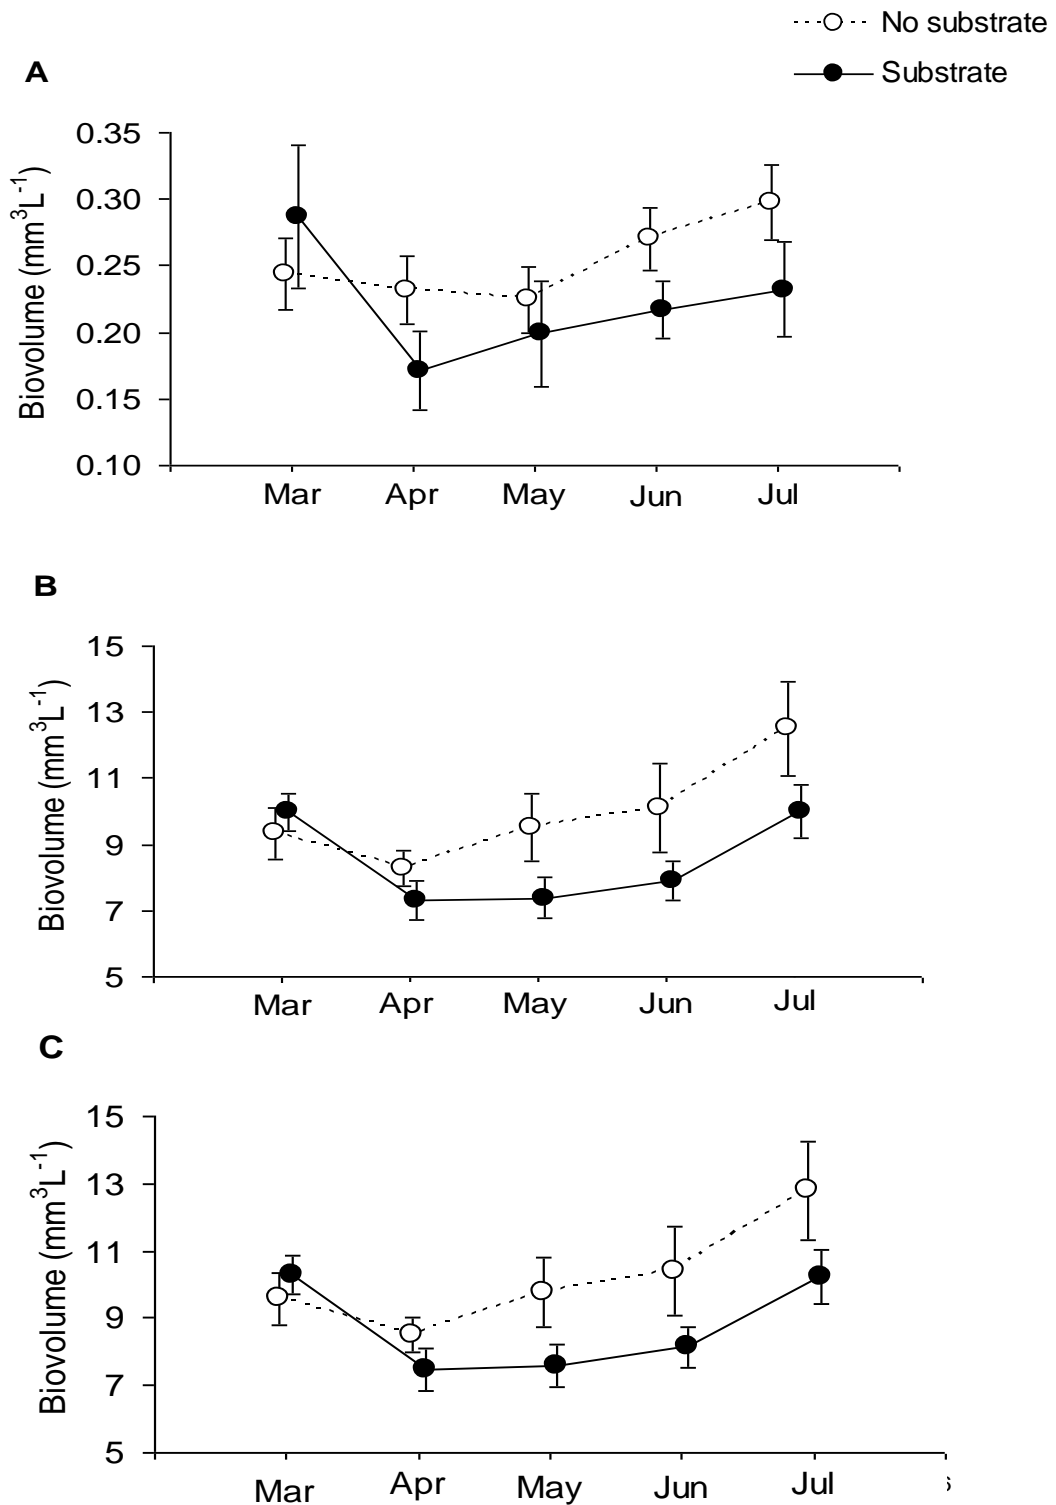 No substrate
Substrate
A
Biovolume (mm³L⁻¹)
0.35
0.30
0.25
0.20
0.15
0.10
Mar Apr May Jun Jul
B
Biovolume (mm³L⁻¹)
15
13
11
9
7
5
Mar Apr May Jun Jul
C
Biovolume (mm³L⁻¹)
15
13
11
9
7
5
Mar Apr May Jun Jul